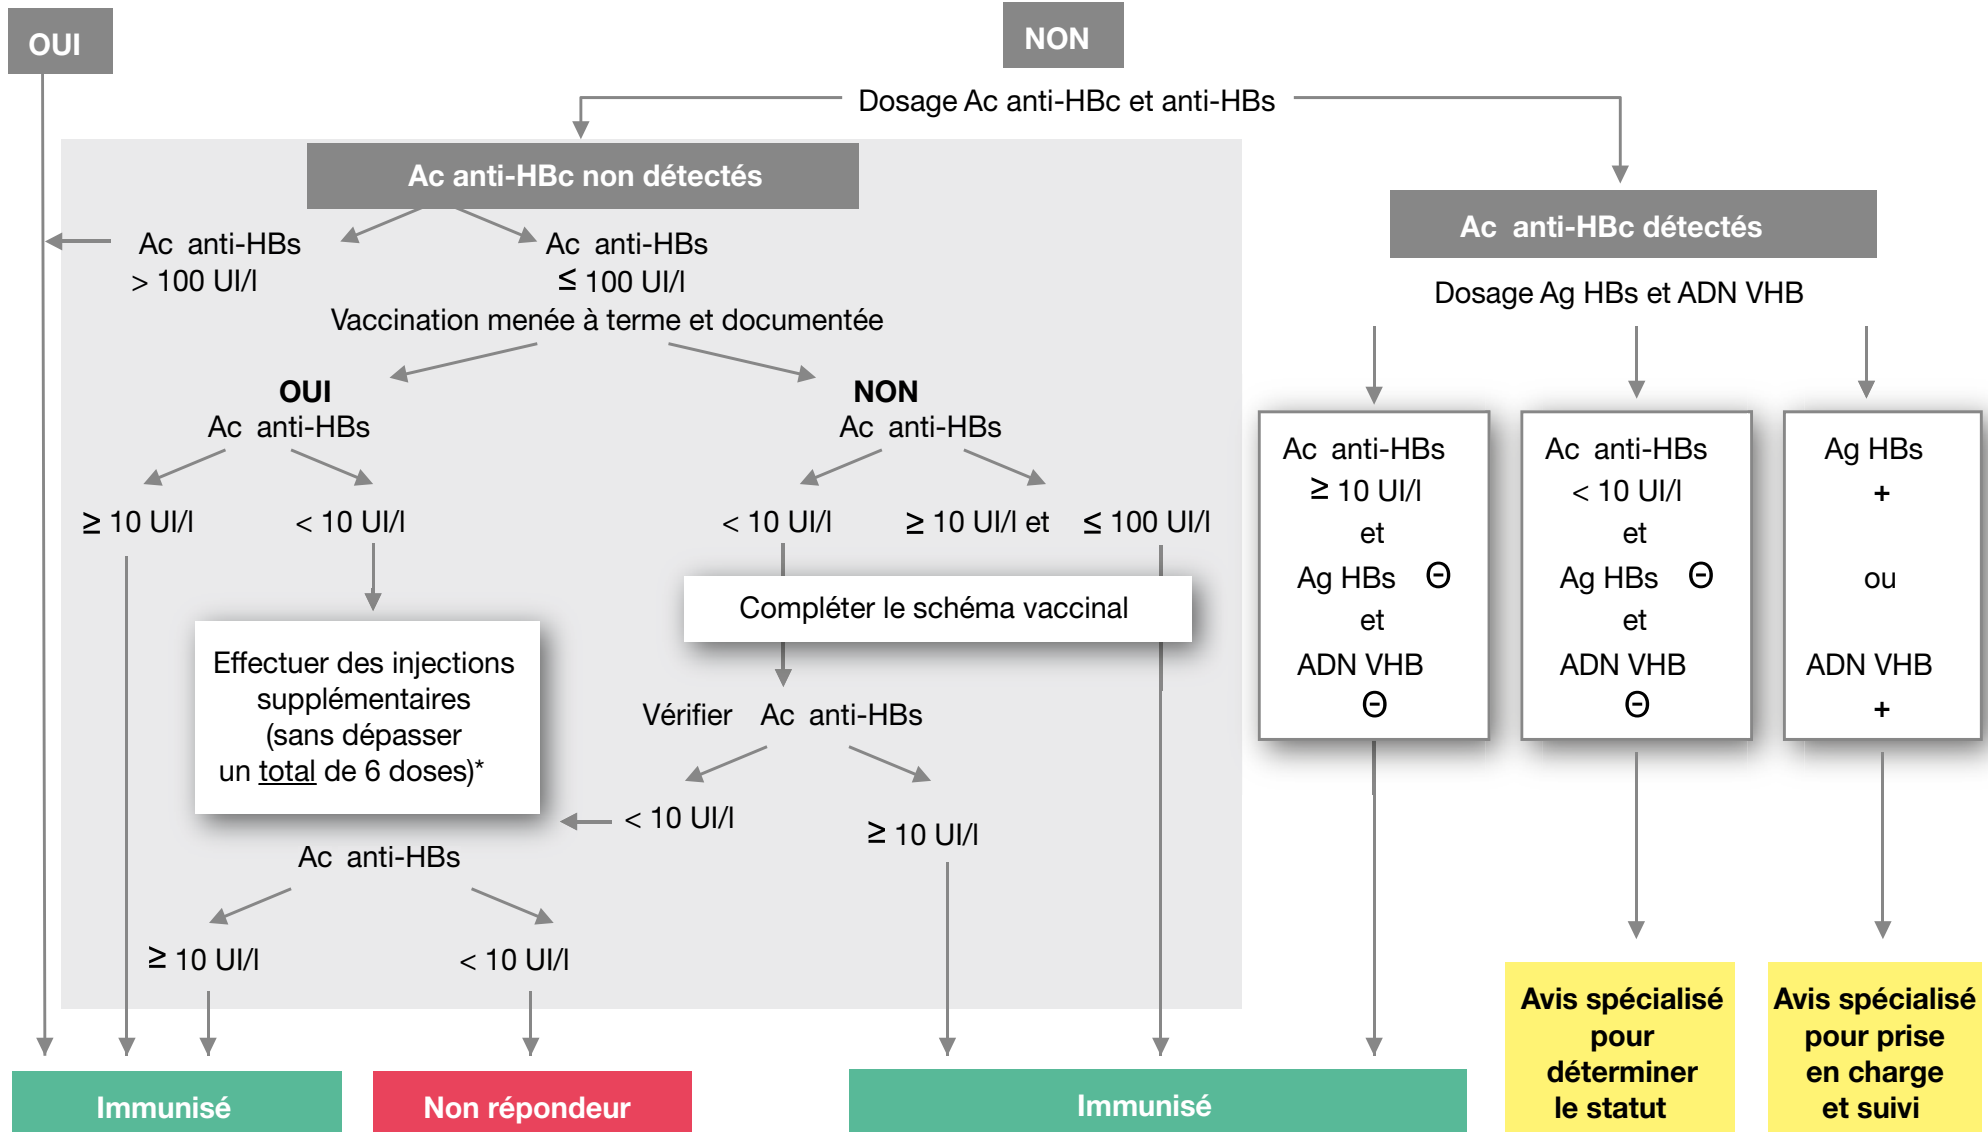 OUI
NON
Dosage Ac anti-HBc et anti-HBs
Ac anti-HBc non détectés
Ac anti-HBs
> 100 UI/l
Ac anti-HBs
≤ 100 UI/l
Vaccination menée à terme et documentée
OUI
Ac anti-HBs
NON
Ac anti-HBs
≥ 10 UI/l
< 10 UI/l
< 10 UI/l
≥ 10 UI/l et ≤ 100 UI/l
Compléter le schéma vaccinal
Effectuer des injections
supplémentaires
(sans dépasser
un total de 6 doses)*
Vérifier Ac anti-HBs
< 10 UI/l
≥ 10 UI/l
Ac anti-HBs
≥ 10 UI/l
< 10 UI/l
Ac anti-HBc détectés
Dosage Ag HBs et ADN VHB
Ac anti-HBs
≥ 10 UI/l
et
Ag HBs ⊖
et
ADN VHB
⊖
Ac anti-HBs
< 10 UI/l
et
Ag HBs ⊖
et
ADN VHB
⊖
Ag HBs
+
ou
ADN VHB
+
Immunisé
Non répondeur
Immunisé
Avis spécialisé
pour
déterminer
le statut
Avis spécialisé
pour prise
en charge
et suivi